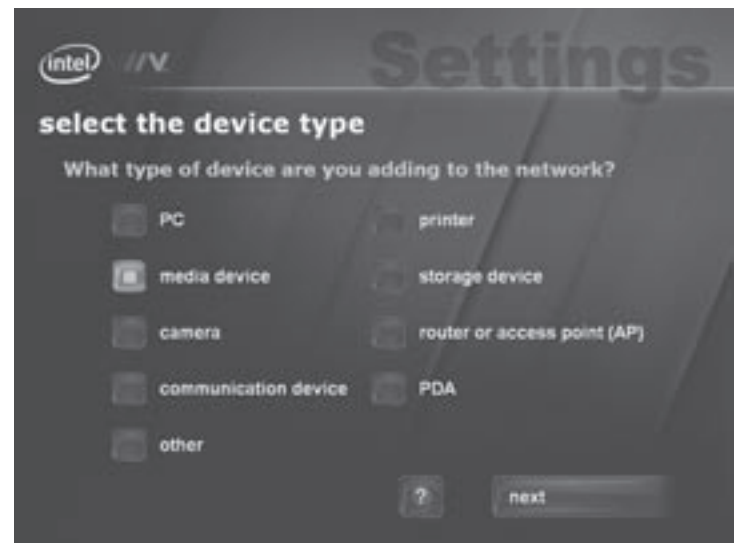 intel //V Settings
select the device type
What type of device are you adding to the network?
PC printer
media device storage device
camera router or access point (AP)
communication device PDA
other
? next